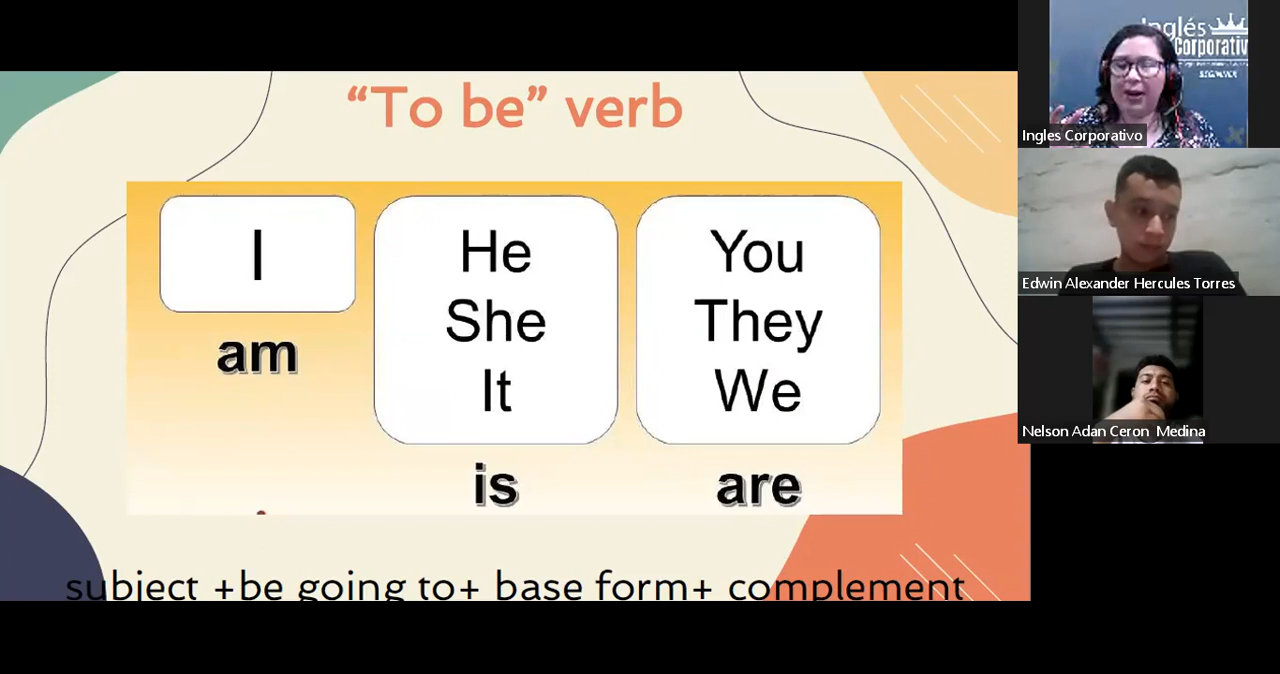 “To be” verb
I
am
He
She
It
is
You
They
We
are
subject +be going to+ base form+ complement
Inglés
Corporativ
Ingles Corporativo
Edwin Alexander Hercules Torres
Nelson Adan Ceron Medina